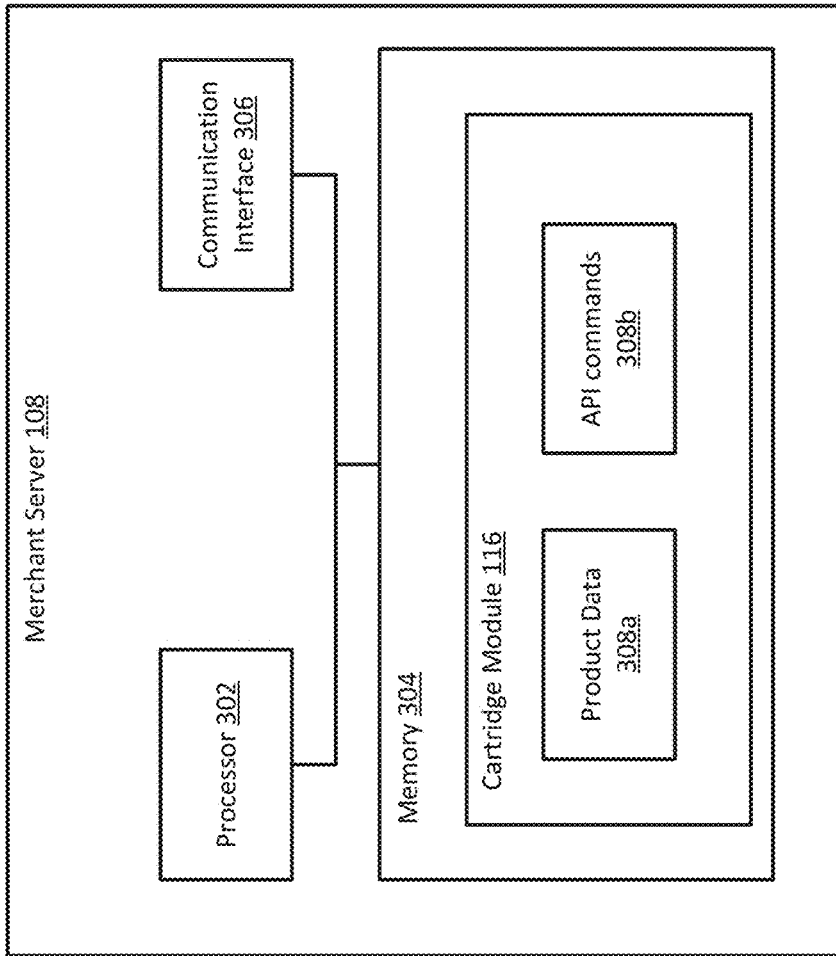 Merchant Server 108
Processor 302
Communication
Interface 306
Memory 304
Cartridge Module 116
Product Data
308a
API commands
308b